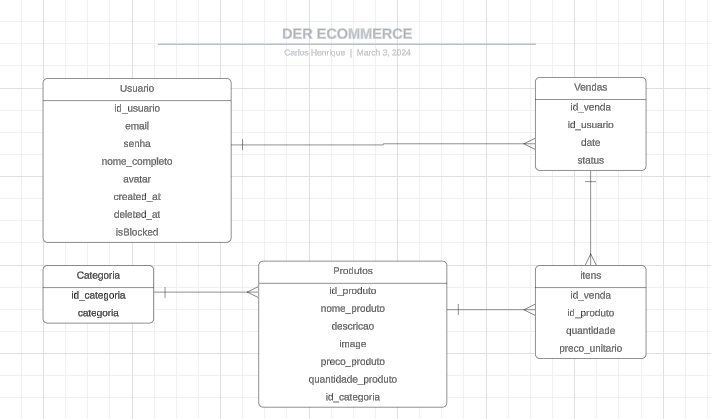 DER ECOMMERCE
Carlos Henrique | March 3, 2024
Usuario
id_usuario
email
senha
nome_completo
avatar
created_at
deleted_at
isBlocked
Vendas
id_venda
id_usuario
date
status
Categoria
id_categoria
categoria
Produtos
id_produto
nome_produto
descricao
image
preco_produto
quantidade_produto
id_categoria
itens
id_venda
id_produto
quantidade
preco_unitario